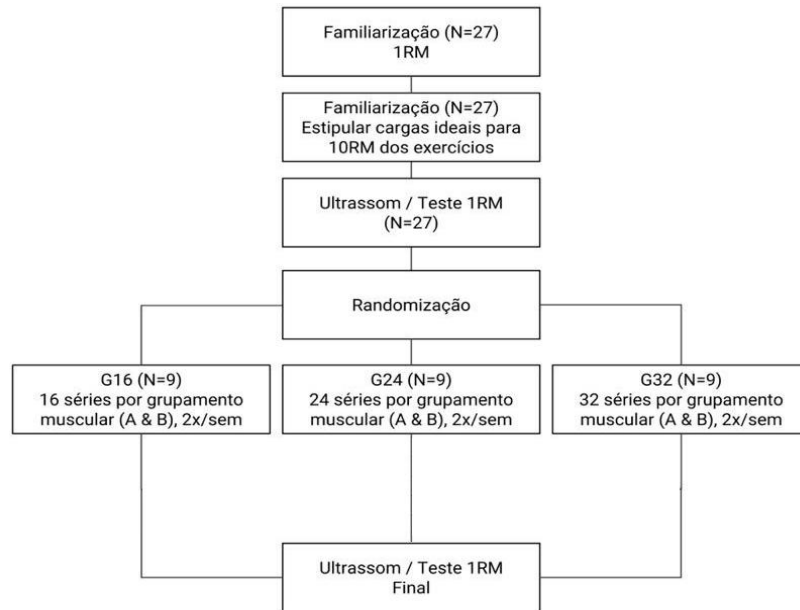 Familiarização (N=27)
1RM
Familiarização (N=27)
Estipular cargas ideais para
10RM dos exercícios
Ultrassom / Teste 1RM
(N=27)
Randomização
G16 (N=9)
16 séries por grupamento
muscular (A & B), 2x/sem
G24 (N=9)
24 séries por grupamento
muscular (A & B), 2x/sem
G32 (N=9)
32 séries por grupamento
muscular (A & B), 2x/sem
Ultrassom / Teste 1RM
Final